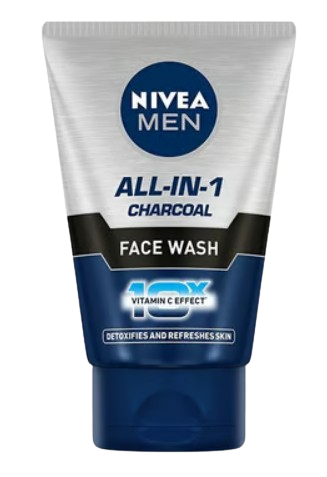 NIVEA
MEN
ALL-IN-1
CHARCOAL
FACE WASH
10X
VITAMIN C EFFECT*
DETOXIFIES AND REFRESHES SKIN